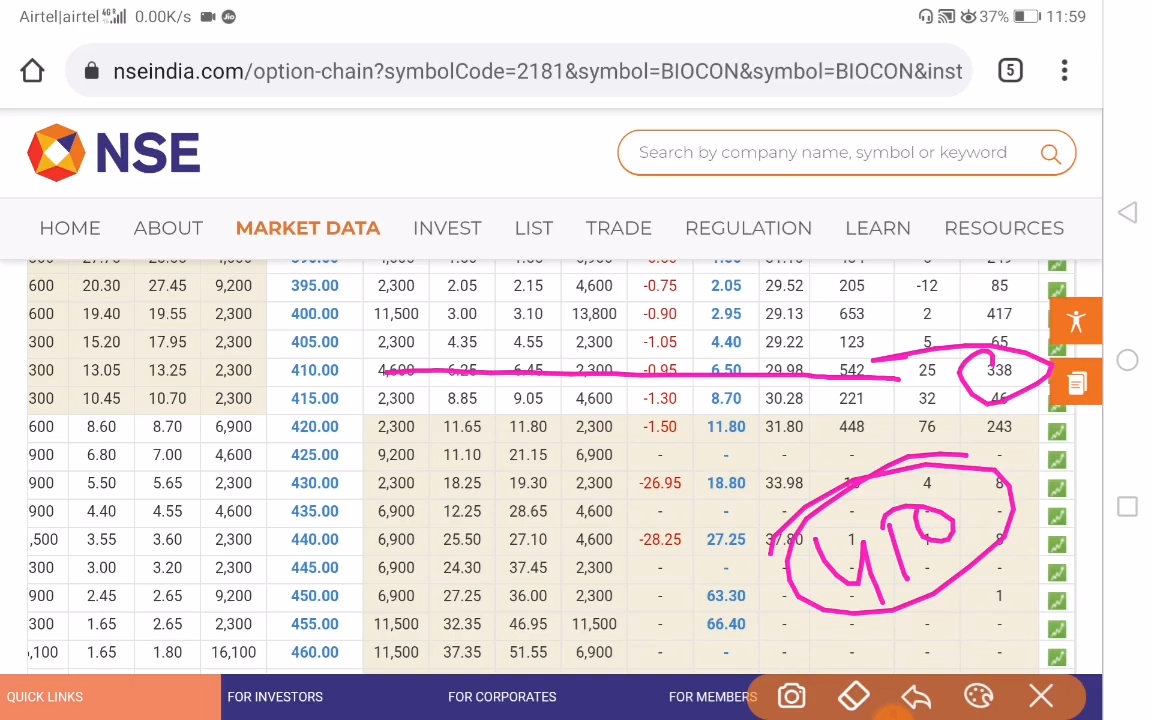 Airtel|airtel 4G 0.00K/s Jio 37% 11:59
nseindia.com/option-chain?symbolCode=2181&symbol=BIOCON&symbol=BIOCON&inst 5
NSE
Search by company name, symbol or keyword
HOME ABOUT MARKET DATA INVEST LIST TRADE REGULATION LEARN RESOURCES
600 20.30 27.45 9,200 395.00 2,300 2.05 2.15 4,600 -0.75 2.05 29.52 205 -12 85
600 19.40 19.55 2,300 400.00 11,500 3.00 3.10 13,800 -0.90 2.95 29.13 653 2 417
300 15.20 17.95 2,300 405.00 2,300 4.35 4.55 2,300 -1.05 4.40 29.22 123 5 65
300 13.05 13.25 2,300 410.00 4,600 6.25 6.45 2,300 -0.95 6.50 29.98 542 25 338
300 10.45 10.70 2,300 415.00 2,300 8.85 9.05 4,600 -1.30 8.70 30.28 221 32 46
600 8.60 8.70 6,900 420.00 2,300 11.65 11.80 2,300 -1.50 11.80 31.80 448 76 243
900 6.80 7.00 4,600 425.00 9,200 11.10 21.15 6,900 - - - - - -
900 5.50 5.65 2,300 430.00 2,300 18.25 19.30 2,300 -26.95 18.80 33.98 4 8
900 4.40 4.55 4,600 435.00 6,900 12.25 28.65 4,600 - - - - - -
,500 3.55 3.60 2,300 440.00 6,900 25.50 27.10 4,600 -28.25 27.25 37.80 1
300 3.00 3.20 2,300 445.00 6,900 24.30 37.45 2,300 - - - - - -
900 2.45 2.65 9,200 450.00 6,900 27.25 36.00 2,300 - 63.30 - - - 1
300 1.65 2.65 2,300 455.00 11,500 32.35 46.95 11,500 - 66.40 - - - -
,100 1.65 1.80 16,100 460.00 11,500 37.35 51.55 6,900 - - - - - -
QUICK LINKS FOR INVESTORS FOR CORPORATES FOR MEMBERS